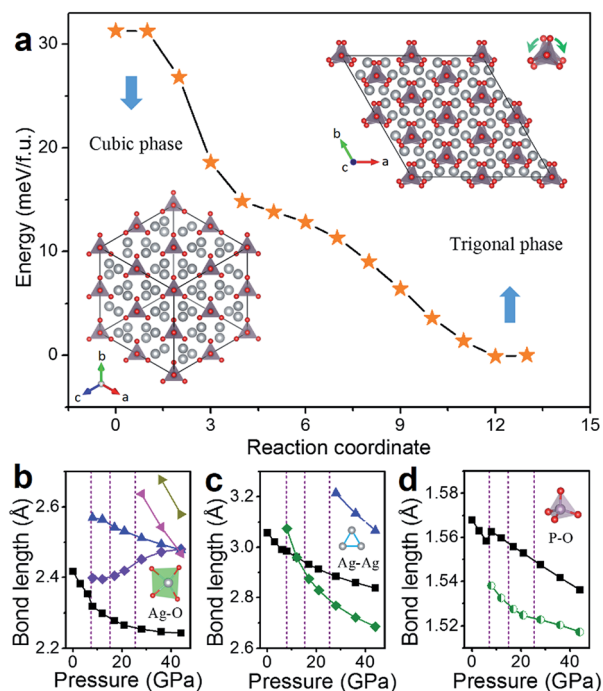 a
30
20
10
0
Energy (meV/f.u.)
Cubic phase
b
c
a
Trigonal phase
b
c
a
0
3
6
9
12
15
Reaction coordinate
b
2.6
2.4
2.2
Bond length (Å)
Ag-O
0
20
40
Pressure (GPa)
c
3.2
3.0
2.8
2.6
Bond length (Å)
Ag-Ag
0
20
40
Pressure (GPa)
d
1.58
1.56
1.54
1.52
Bond length (Å)
P-O
0
20
40
Pressure (GPa)